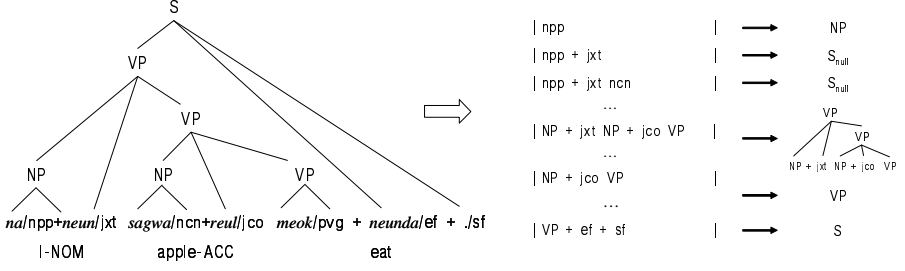 S
VP
VP
NP
NP
VP
na/npp+neun/jxt sagwa/ncn+reul/jco meok/pvg + neunda/ef + ./sf
I-NOM apple-ACC eat
| npp | NP
| npp + jxt | Snull
| npp + jxt ncn | Snull
...
| NP + jxt NP + jco VP |
VP
VP
NP + jxt NP + jco VP
...
| NP + jco VP | VP
...
| VP + ef + sf | S